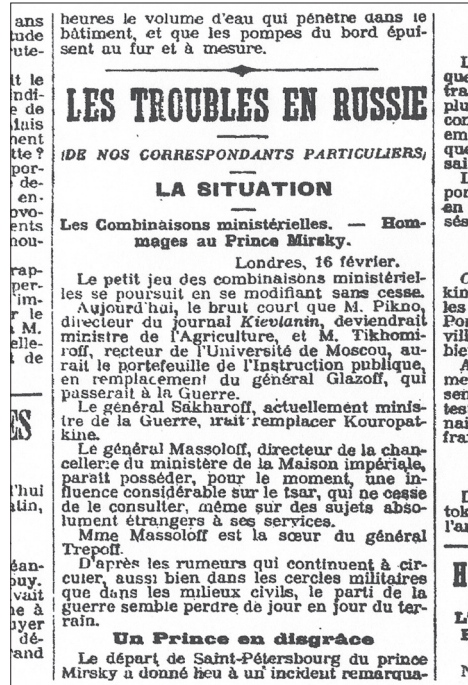 heures le volume d'eau qui pénètre dans le
bâtiment, et que les pompes du bord épui-
sent au fur et à mesure.
LES TROUBLES EN RUSSIE
(DE NOS CORRESPONDANTS PARTICULIERS)
LA SITUATION
Les Combinaisons ministérielles. — Hom-
mages au Prince Mirsky.
Londres, 16 février.
Le petit jeu des combinaisons ministériel-
les se poursuit en se modifiant sans cesse.
Aujourd'hui, le bruit court que M. Pikno,
directeur du journal Kievlanin, deviendrait
ministre de l'Agriculture, et M. Tikhomi-
roff, recteur de l'Université de Moscou, au-
rait le portefeuille de l'Instruction publique,
en remplacement du général Glazoff, qui
passerait à la Guerre.
Le général Sakharoff, actuellement minis-
tre de la Guerre, irait remplacer Kouropat-
kine.
Le général Massoloff, directeur de la chan-
cellerie du ministère de la Maison impériale,
paraît posséder, pour le moment, une in-
fluence considérable sur le tsar, qui ne cesse
de le consulter, même sur des sujets abso-
lument étrangers à ses services.
Mme Massoloff est la sœur du général
Trepoff.
D'après les rumeurs qui continuent à cir-
culer, aussi bien dans les cercles militaires
que dans les milieux civils, le parti de la
guerre semble perdre de jour en jour du ter-
rain.
Un Prince en disgrâce
Le départ de Saint-Pétersbourg du prince
Mirsky a donné lieu à un incident remarqua-